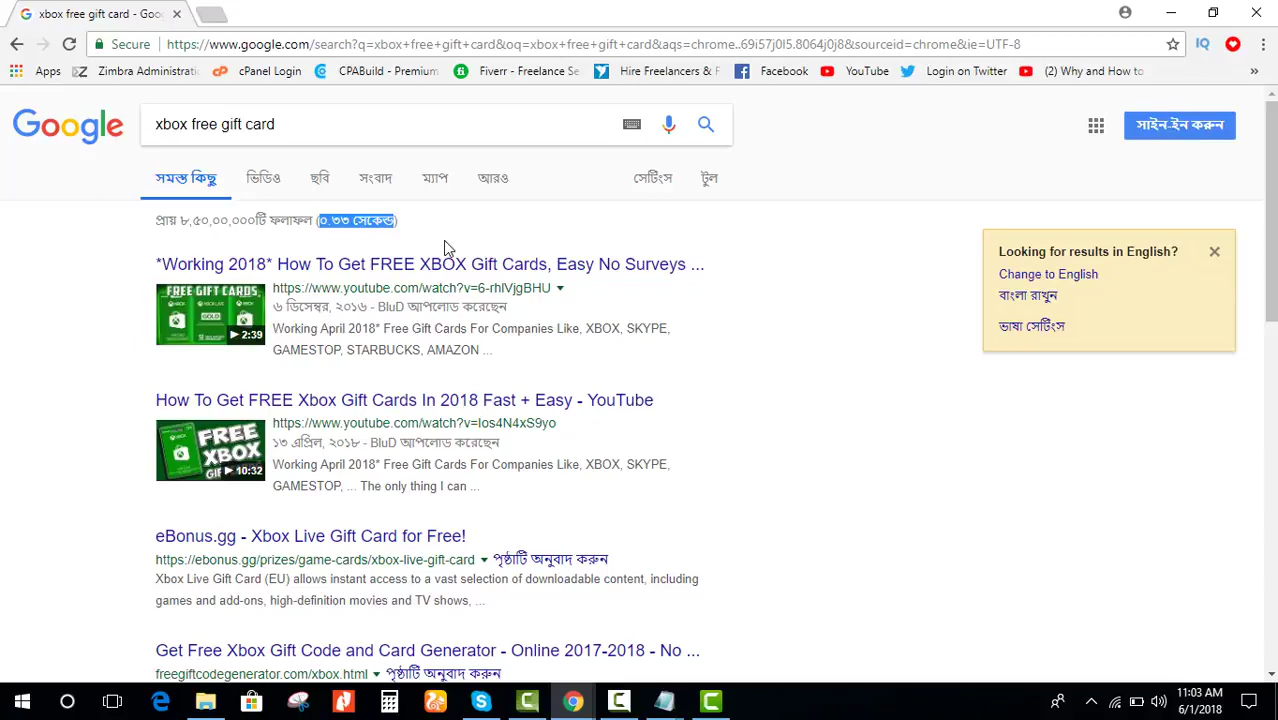 xbox free gift card - Goo
Secure
https://www.google.com/search?q=xbox+free+gift+card&oq=xbox+free+gift+card&aqs=chrome..69i57j0l5.8064j0j8&sourceid=chrome&ie=UTF-8
Apps
Zimbra Administrati
cPanel Login
CPABuild - Premium
Fiverr - Freelance Se
Hire Freelancers & F
Facebook
YouTube
Login on Twitter
(2) Why and How to
Google
xbox free gift card
সাইন-ইন করুন
সমস্ত কিছু
ভিডিও
ছবি
সংবাদ
ম্যাপ
আরও
সেটিংস
টুল
প্রায় ৮,৫০,০০,০০০টি ফলাফল (০.৩৩ সেকেন্ড)
Looking for results in English?
Change to English
বাংলা রাখুন
ভাষা সেটিংস
*Working 2018* How To Get FREE XBOX Gift Cards, Easy No Surveys ...
FREE GIFT CARDS
XBOX
GOLD
2:39
https://www.youtube.com/watch?v=6-rhlVjgBHU
৬ ডিসেম্বর, ২০১৬ - BluD আপলোড করেছেন
Working April 2018* Free Gift Cards For Companies Like, XBOX, SKYPE,
GAMESTOP, STARBUCKS, AMAZON ...
How To Get FREE Xbox Gift Cards In 2018 Fast + Easy - YouTube
FREE
XBOX
10:32
https://www.youtube.com/watch?v=Ios4N4xS9yo
১৩ এপ্রিল, ২০১৮ - BluD আপলোড করেছেন
Working April 2018* Free Gift Cards For Companies Like, XBOX, SKYPE,
GAMESTOP, ... The only thing I can ...
eBonus.gg - Xbox Live Gift Card for Free!
https://ebonus.gg/prizes/game-cards/xbox-live-gift-card
পৃষ্ঠাটি অনুবাদ করুন
Xbox Live Gift Card (EU) allows instant access to a vast selection of downloadable content, including
games and add-ons, high-definition movies and TV shows, ...
Get Free Xbox Gift Code and Card Generator - Online 2017-2018 - No ...
freegiftcodegenerator.com/xbox.html
পৃষ্ঠাটি অনুবাদ করুন
11:03 AM
6/1/2018